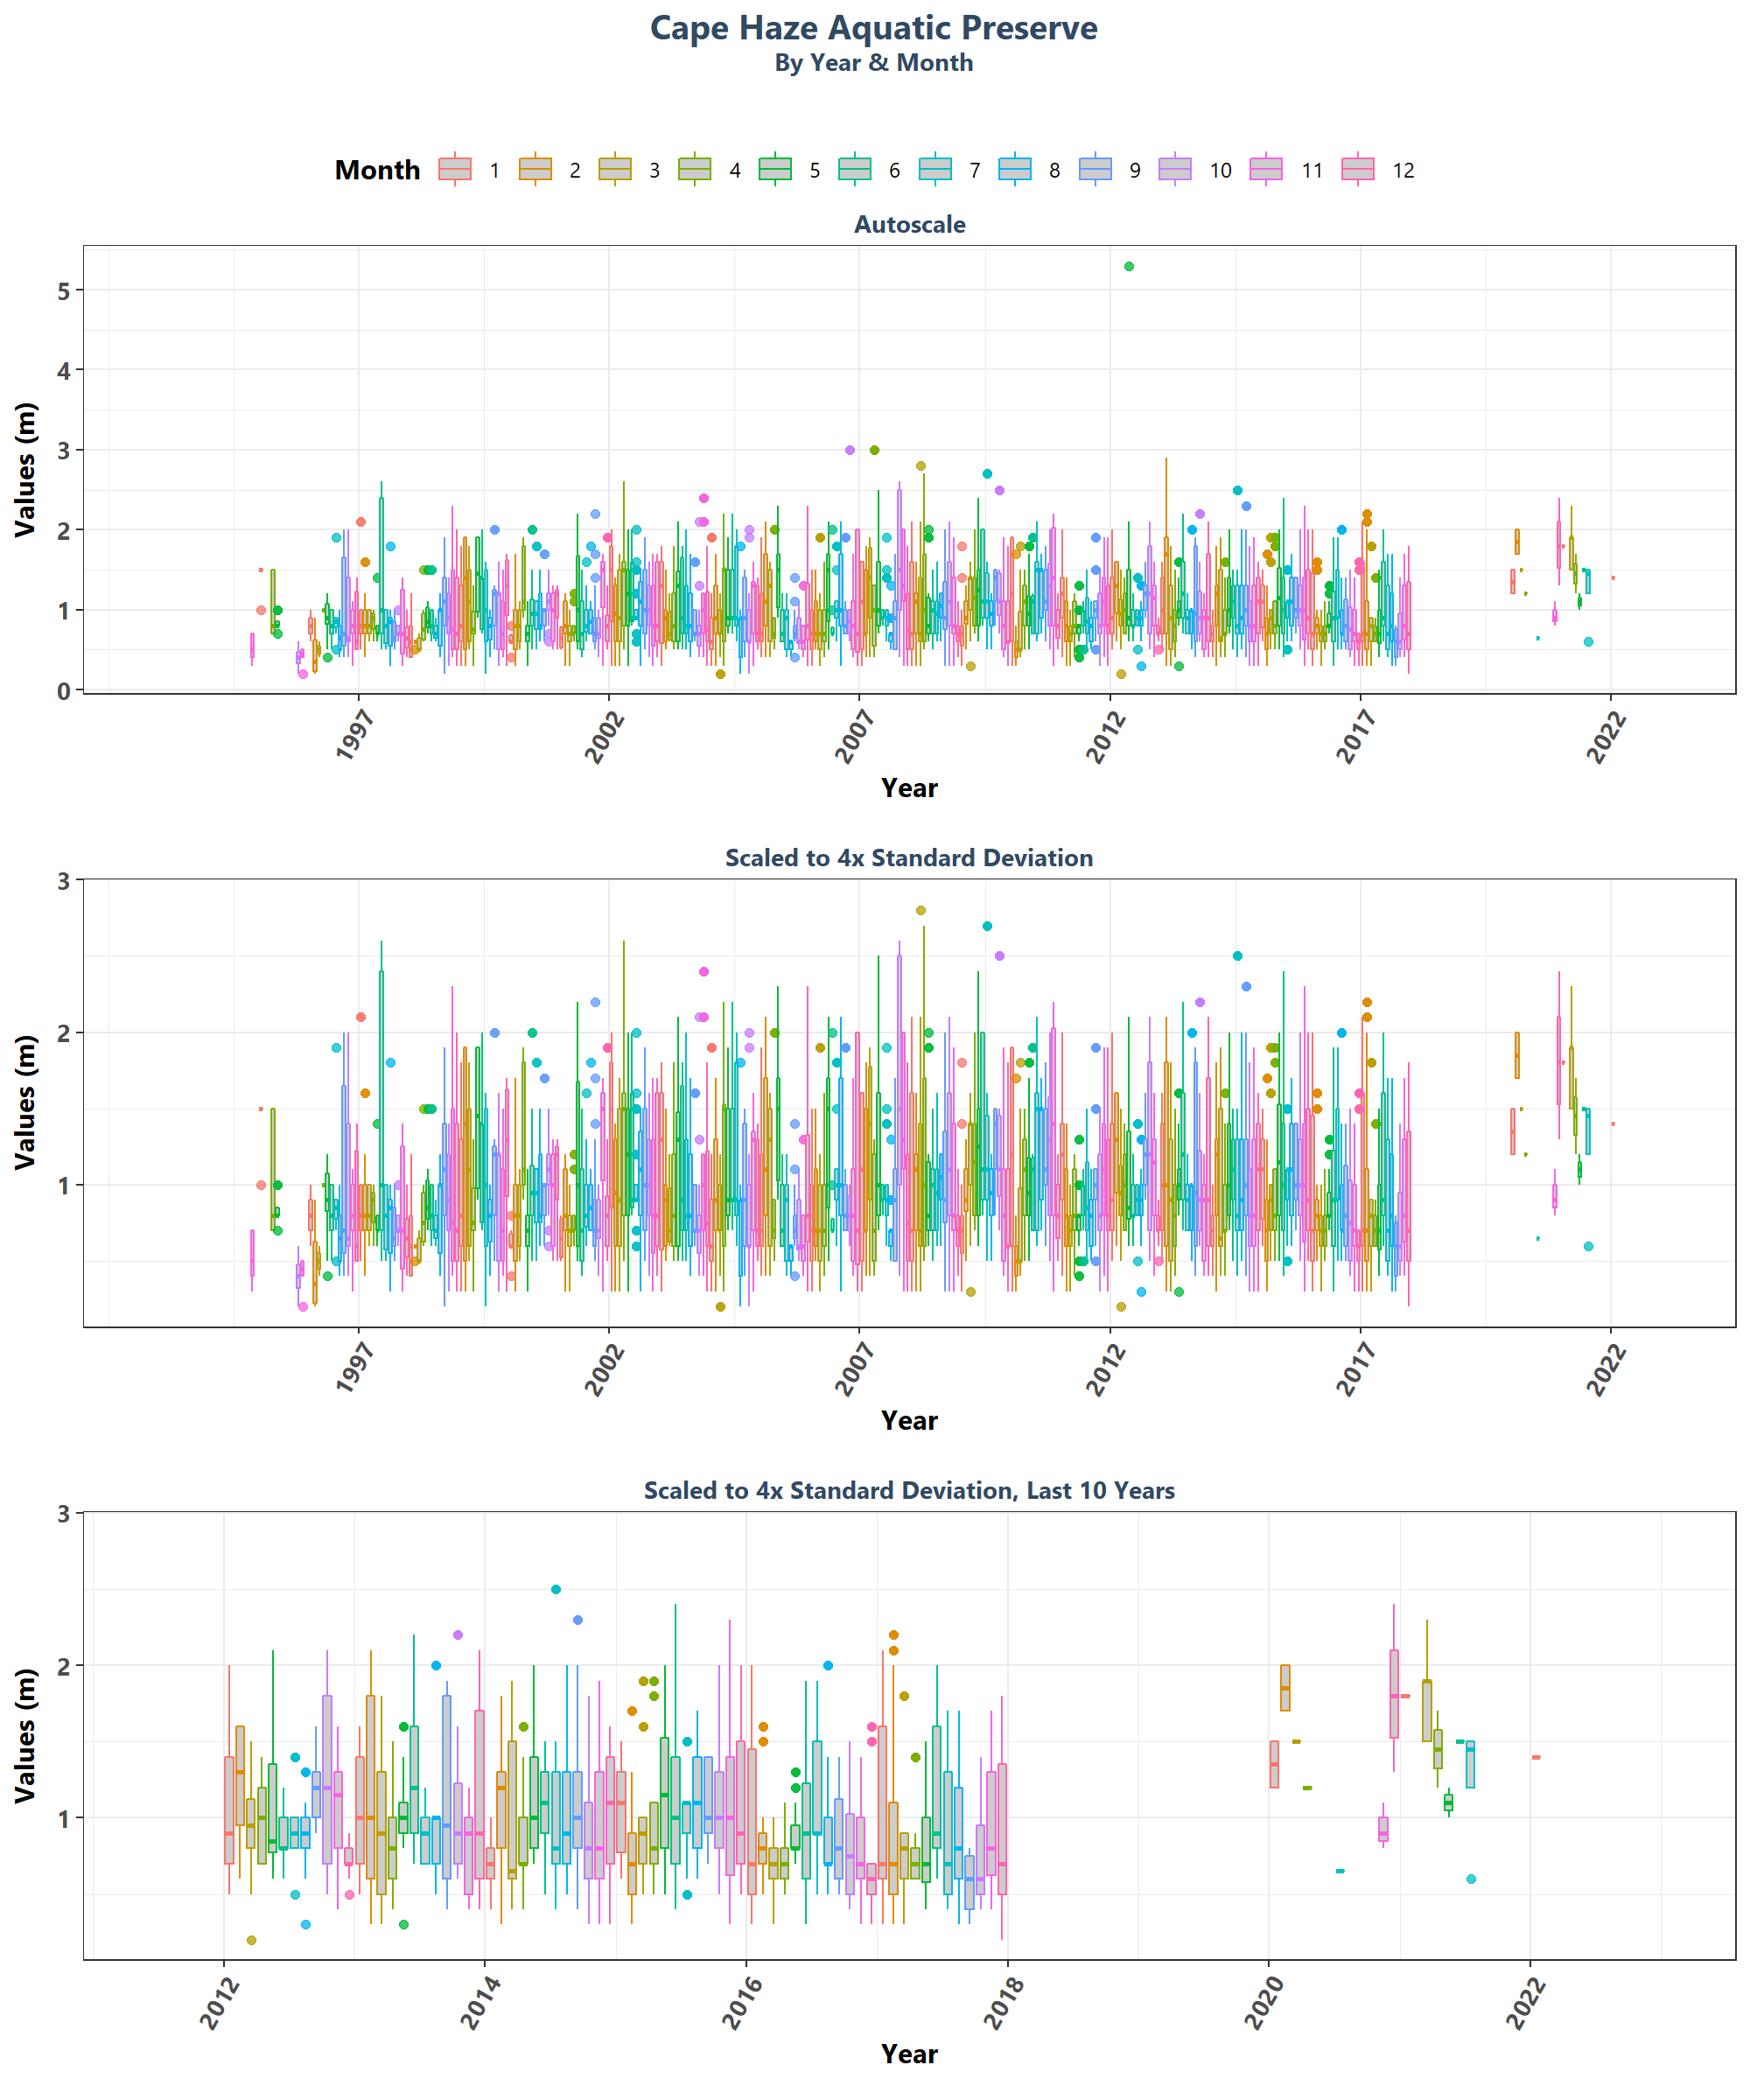 Cape Haze Aquatic Preserve
By Year & Month
Month 1 2 3 4 5 6 7 8 9 10 11 12
Autoscale
Values (m)
5
4
3
2
1
0
1997 2002 2007 2012 2017 2022
Year
Scaled to 4x Standard Deviation
Values (m)
3
2
1
1997 2002 2007 2012 2017 2022
Year
Scaled to 4x Standard Deviation, Last 10 Years
Values (m)
3
2
1
2012 2014 2016 2018 2020 2022
Year